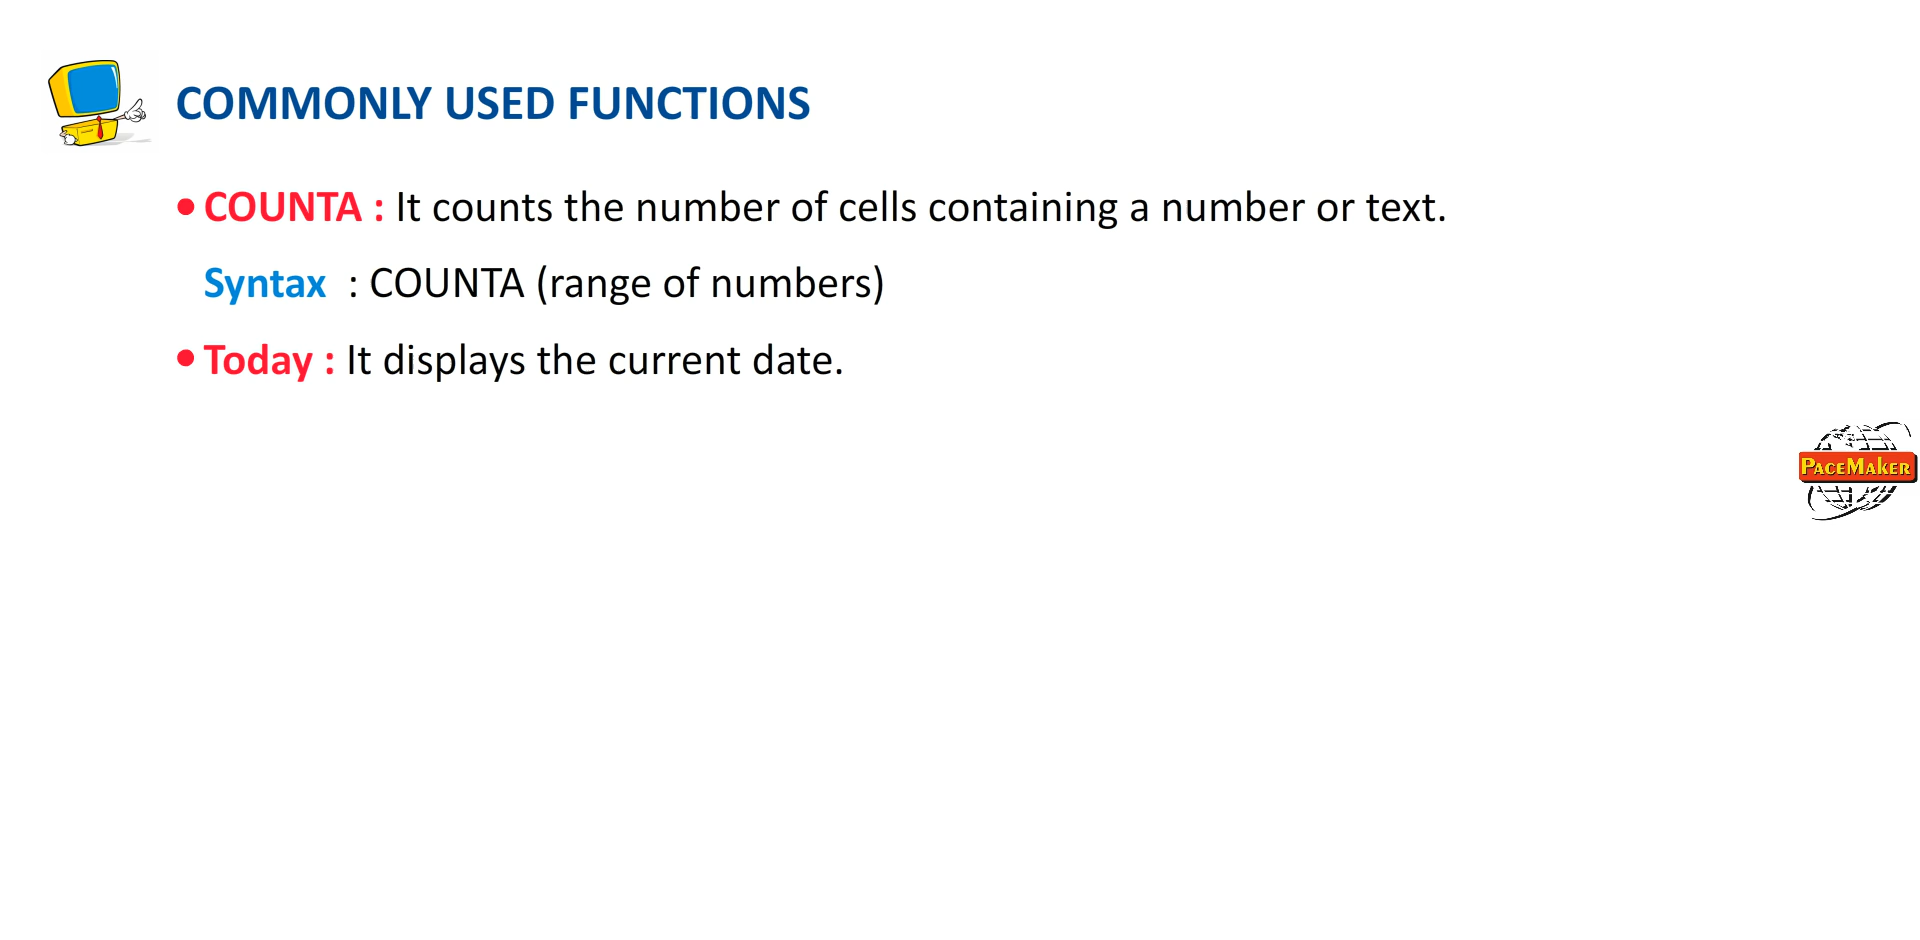 COMMONLY USED FUNCTIONS
• COUNTA : It counts the number of cells containing a number or text.
Syntax : COUNTA (range of numbers)
• Today : It displays the current date.
PACEMAKER